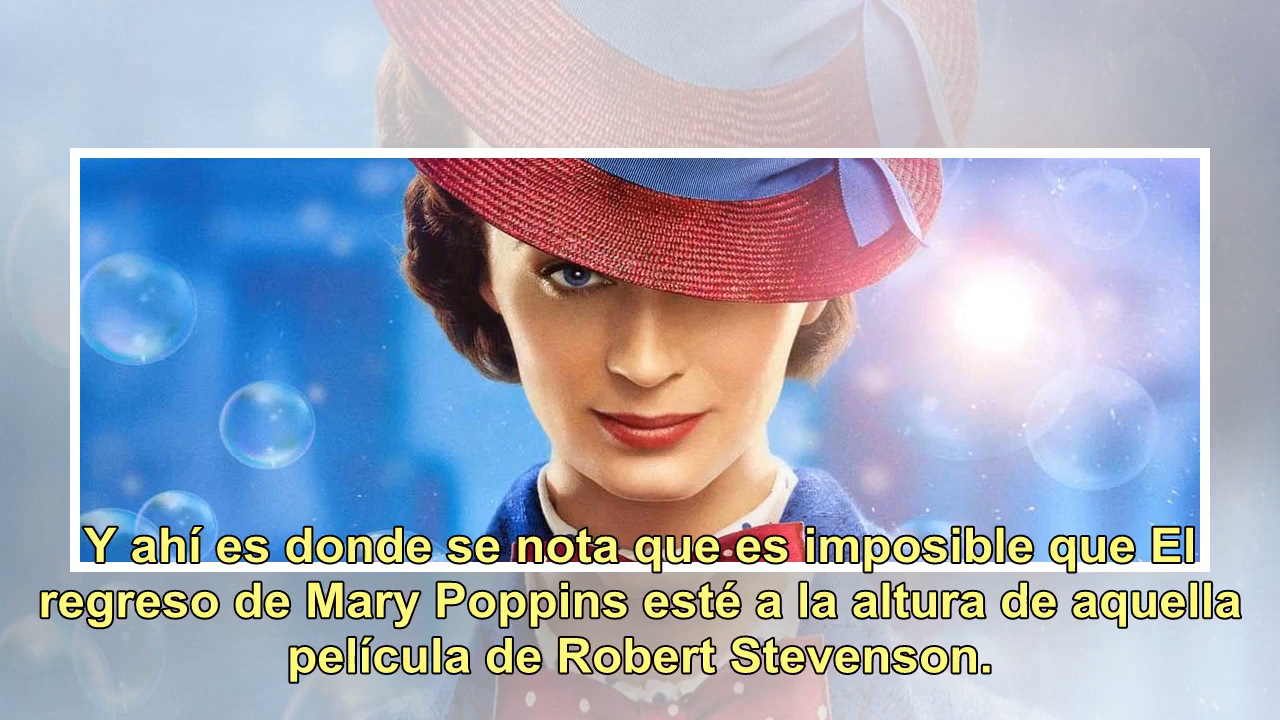 Y ahí es donde se nota que es imposible que El
regreso de Mary Poppins esté a la altura de aquella
película de Robert Stevenson.